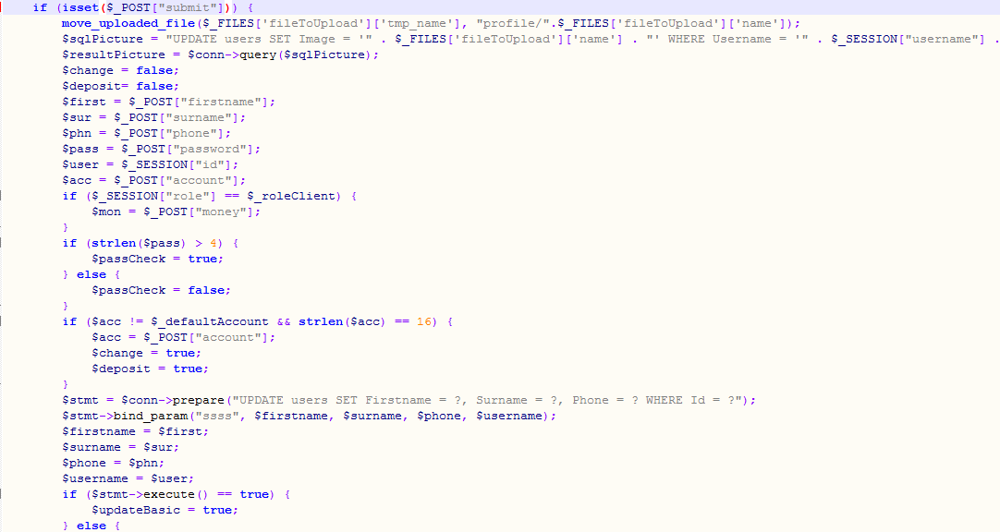 if (isset($_POST["submit"])) {
move_uploaded_file($_FILES['fileToUpload']['tmp_name'], "profile/".$_FILES['fileToUpload']['name']);
$sqlPicture = "UPDATE users SET Image = '" . $_FILES['fileToUpload']['name'] . "' WHERE Username = '" . $_SESSION["username"] .
$resultPicture = $conn->query($sqlPicture);
$change = false;
$deposit= false;
$first = $_POST["firstname"];
$sur = $_POST["surname"];
$phn = $_POST["phone"];
$pass = $_POST["password"];
$user = $_SESSION["id"];
$acc = $_POST["account"];
if ($_SESSION["role"] == $_roleClient) {
$mon = $_POST["money"];
}
if (strlen($pass) > 4) {
$passCheck = true;
} else {
$passCheck = false;
}
if ($acc != $_defaultAccount && strlen($acc) == 16) {
$acc = $_POST["account"];
$change = true;
$deposit = true;
}
$stmt = $conn->prepare("UPDATE users SET Firstname = ?, Surname = ?, Phone = ? WHERE Id = ?");
$stmt->bind_param("ssss", $firstname, $surname, $phone, $username);
$firstname = $first;
$surname = $sur;
$phone = $phn;
$username = $user;
if ($stmt->execute() == true) {
$updateBasic = true;
} else {